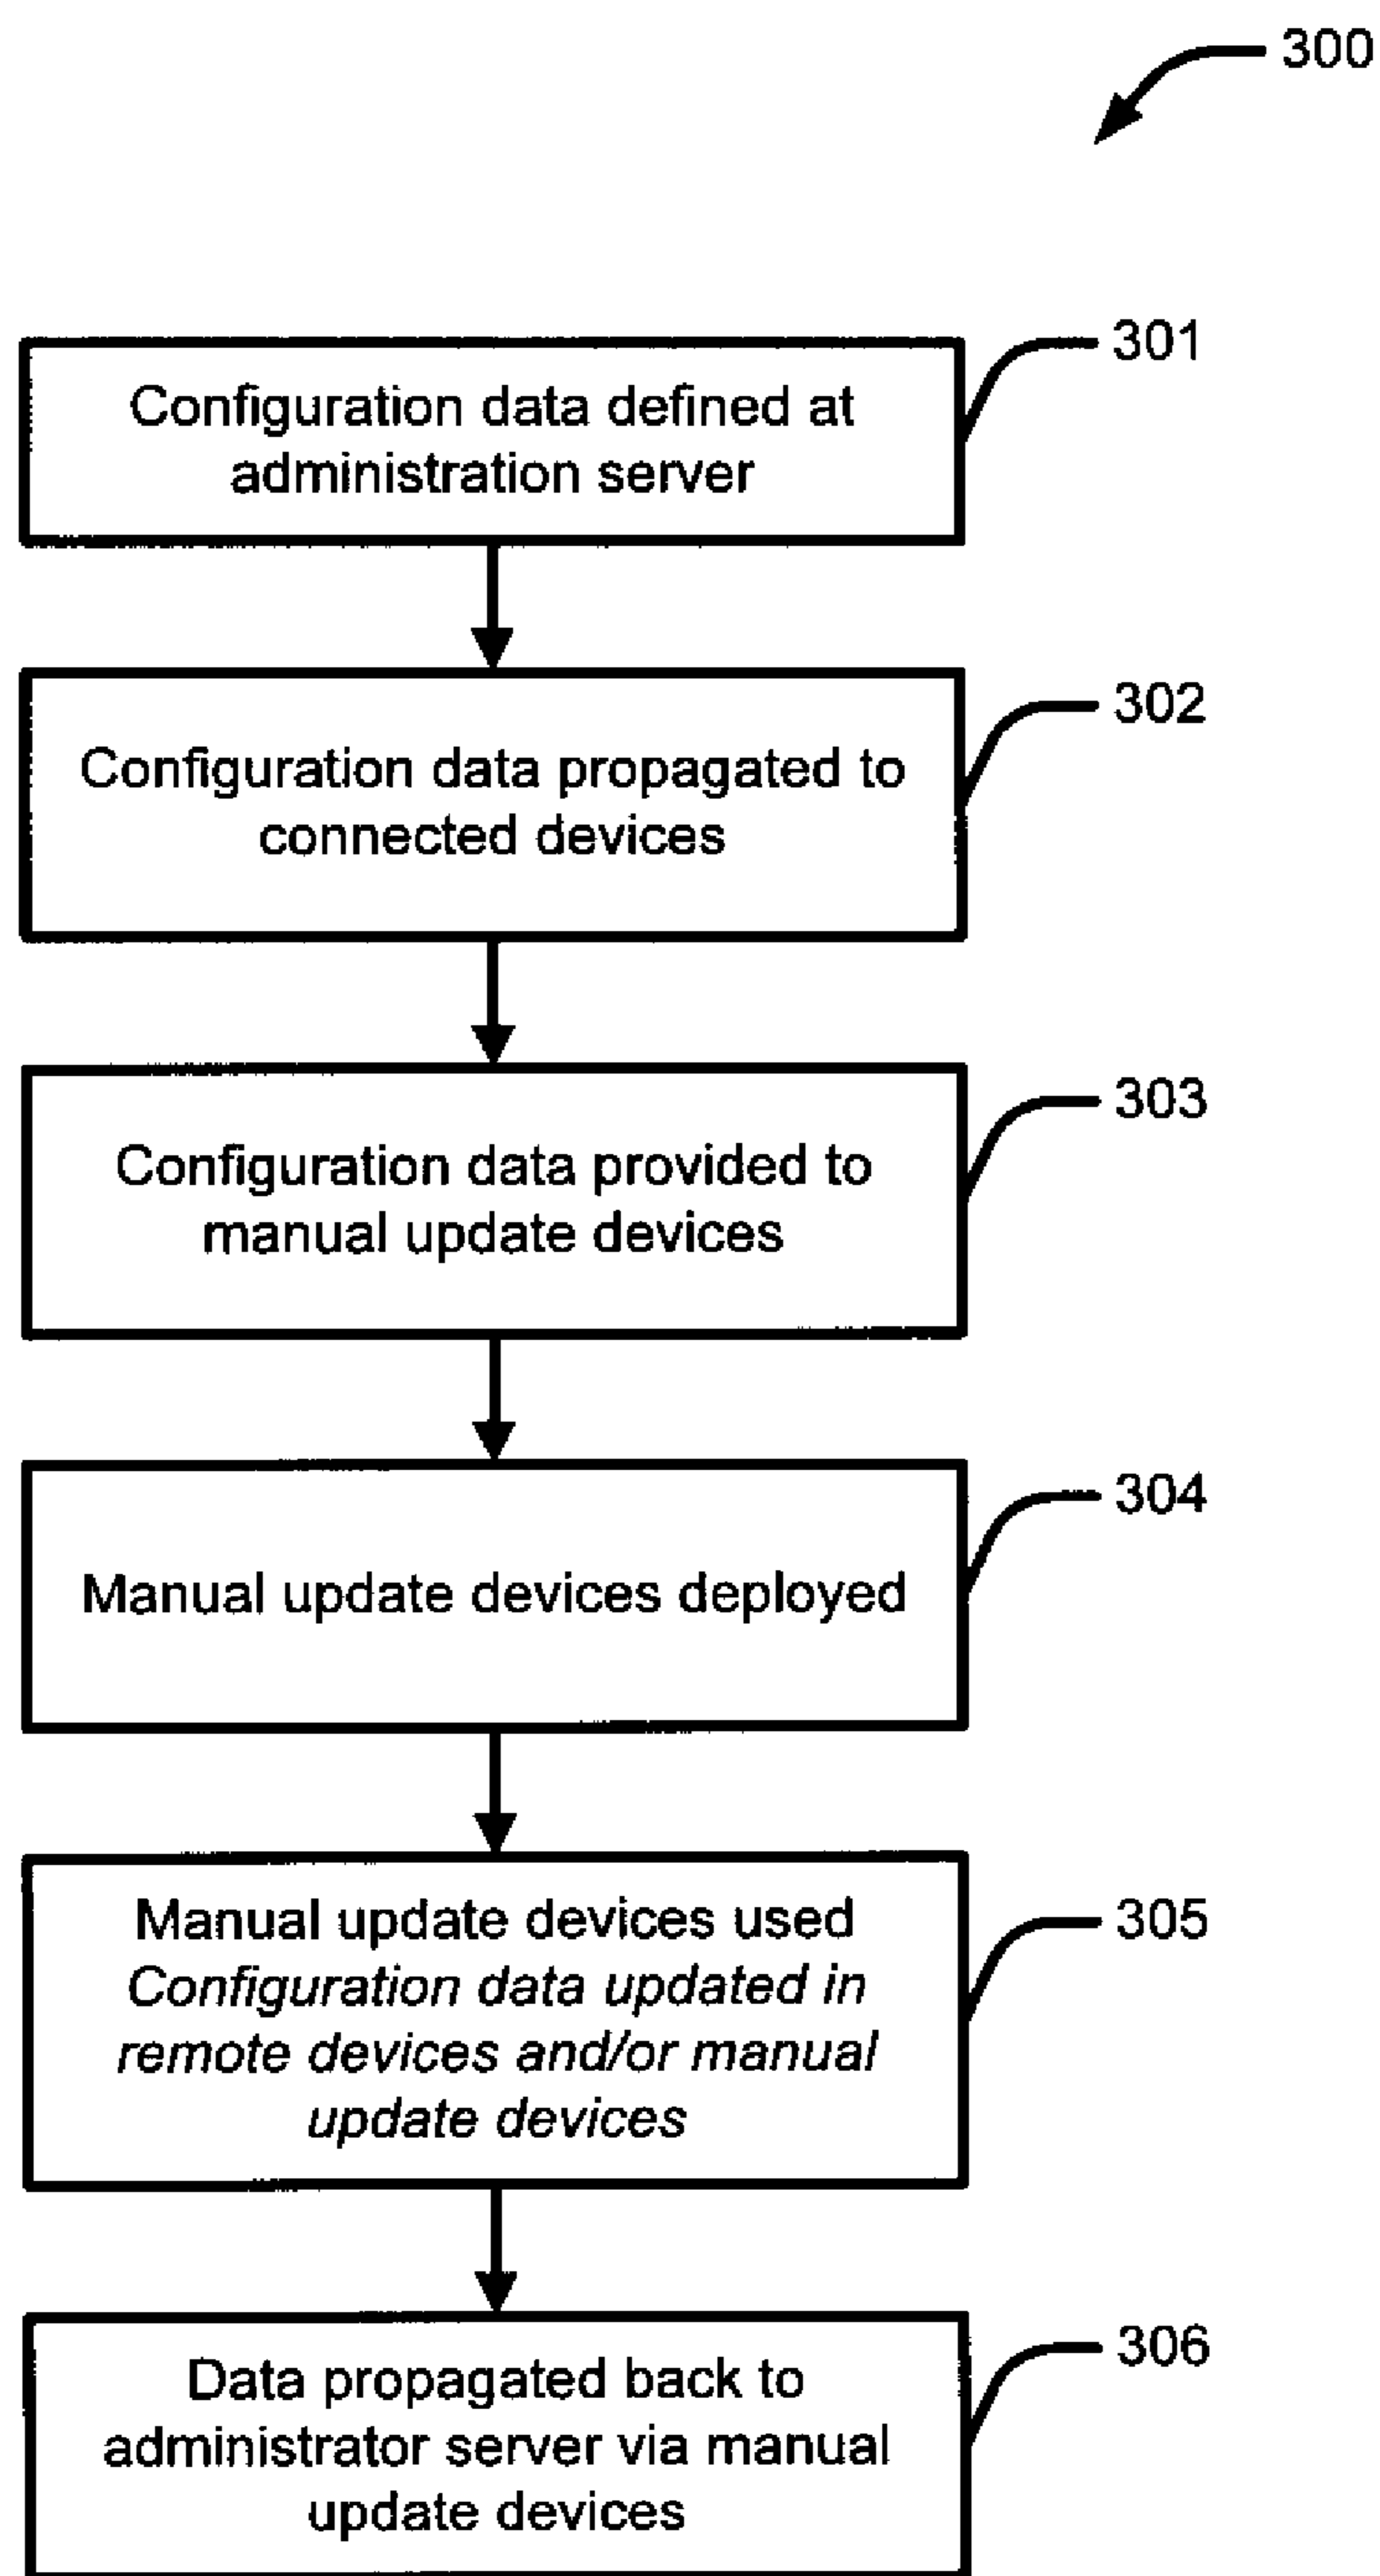 300
301
Configuration data defined at
administration server
302
Configuration data propagated to
connected devices
303
Configuration data provided to
manual update devices
304
Manual update devices deployed
305
Manual update devices used
Configuration data updated in
remote devices and/or manual
update devices
306
Data propagated back to
administrator server via manual
update devices